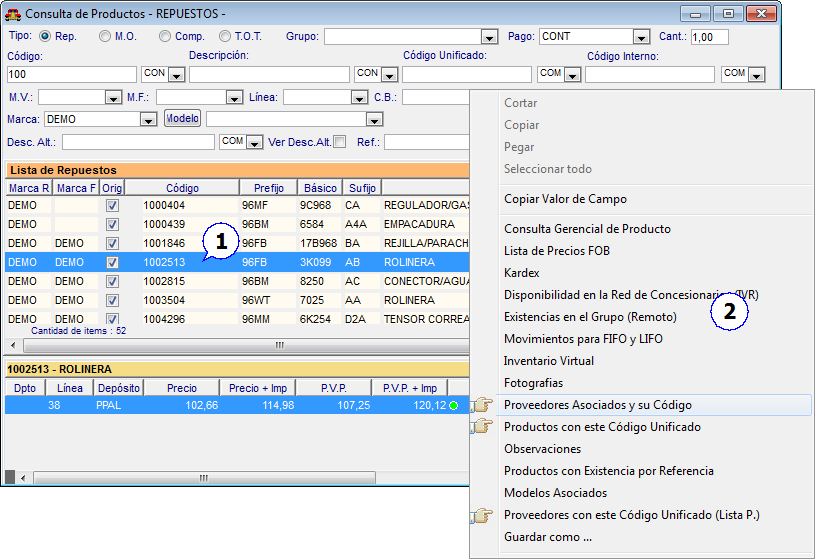 Consulta de Productos - REPUESTOS -
Tipo: Rep. M.O. Comp. T.O.T. Grupo: Pago: CONT Cant.: 1,00
Código: Descripción: Código Unificado: Código Interno:
100 CON CON COM COM
M.V.: M.F.: Línea: C.B.:
Marca: DEMO Modelo
Desc. Alt.: COM Ver Desc.Alt. Ref.:
Lista de Repuestos
Marca R Marca F Orig Código Prefijo Básico Sufijo
DEMO 1000404 96MF 9C968 CA REGULADOR/GAS
DEMO 1000439 96BM 6584 A4A EMPACADURA
DEMO DEMO 1001846 96FB 17B968 BA REJILLA/PARACH
DEMO DEMO 1002513 96FB 3K099 AB ROLINERA
DEMO DEMO 1002815 96BM 8250 AC CONECTOR/AGUA
DEMO DEMO 1003504 96WT 7025 AA ROLINERA
DEMO DEMO 1004296 96MM 6K254 D2A TENSOR CORREA
Cantidad de items : 52
1002513 - ROLINERA
Dpto Línea Depósito Precio Precio + Imp P.V.P. P.V.P. + Imp
38 PPAL 102,66 114,98 107,25 120,12
1
Cortar
Copiar
Pegar
Seleccionar todo
Copiar Valor de Campo
Consulta Gerencial de Producto
Lista de Precios FOB
Kardex
Disponibilidad en la Red de Concesionarios (IVR)
Existencias en el Grupo (Remoto)
2
Movimientos para FIFO y LIFO
Inventario Virtual
Fotografias
Proveedores Asociados y su Código
Productos con este Código Unificado
Observaciones
Productos con Existencia por Referencia
Modelos Asociados
Proveedores con este Código Unificado (Lista P.)
Guardar como ...